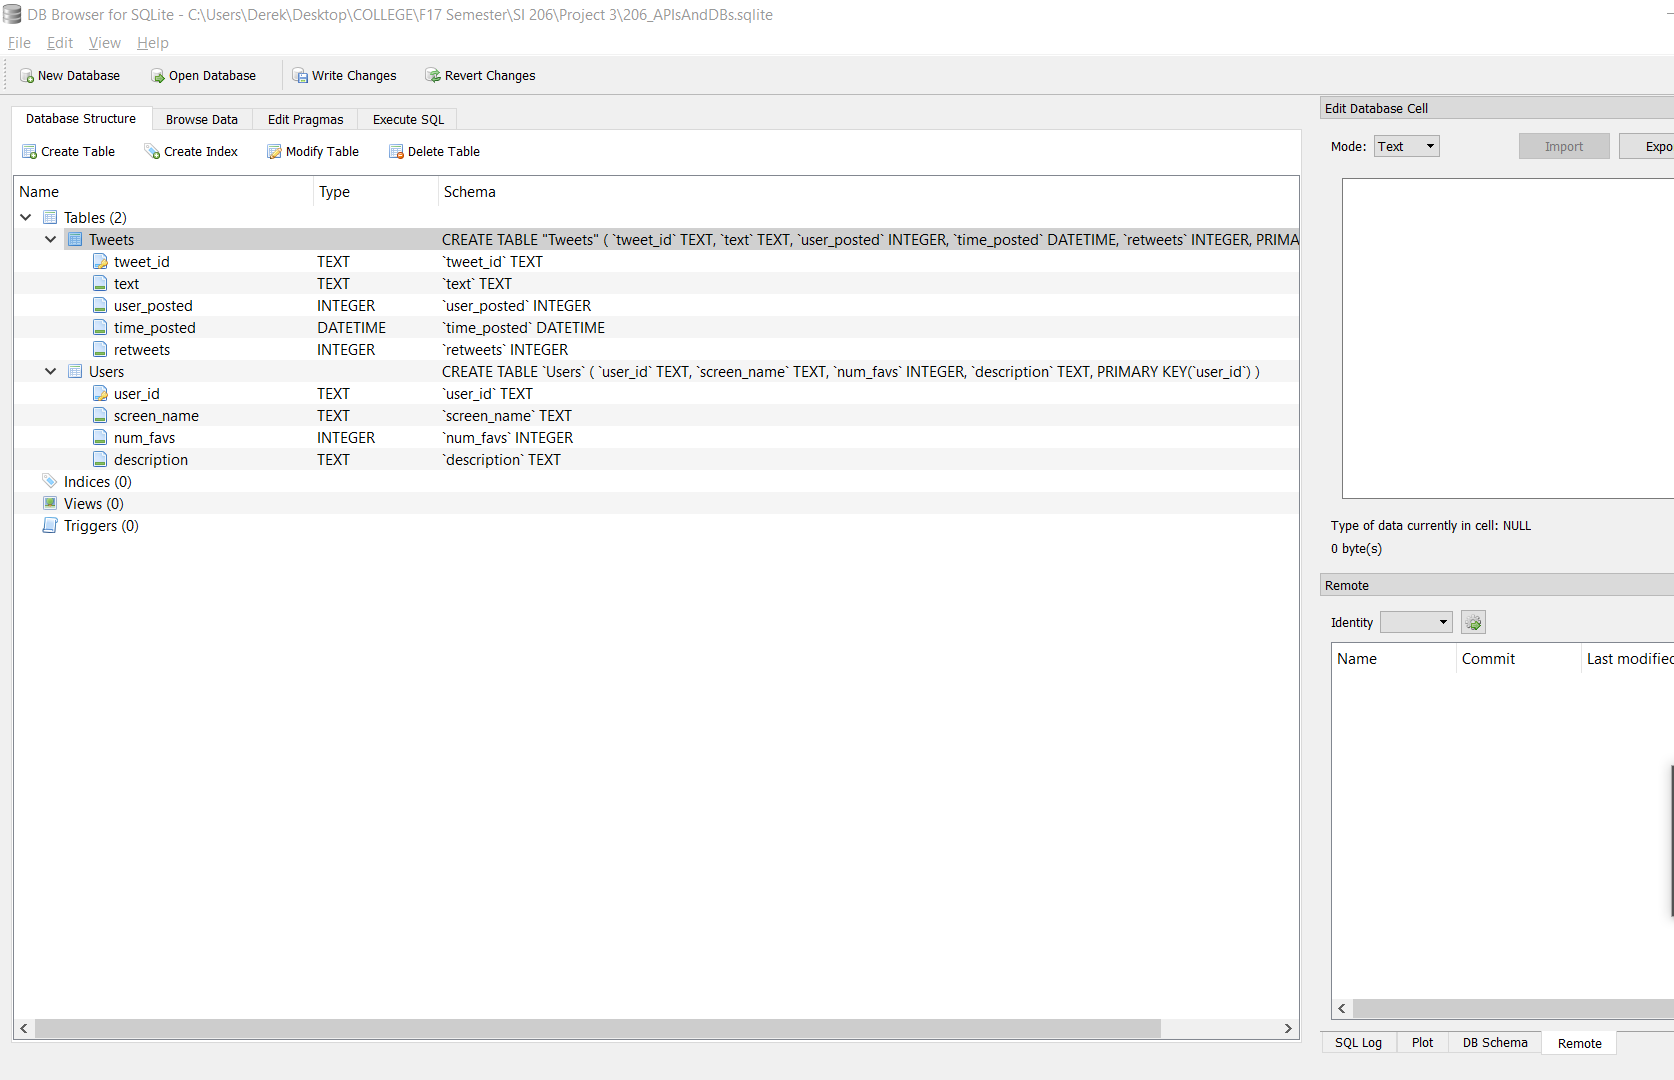 DB Browser for SQLite - C:\Users\Derek\Desktop\COLLEGE\F17 Semester\SI 206\Project 3\206_APIsAndDBs.sqlite
File Edit View Help
New Database Open Database Write Changes Revert Changes
Database Structure Browse Data Edit Pragmas Execute SQL
Create Table Create Index Modify Table Delete Table
Name Type Schema
Tables (2)
Tweets CREATE TABLE "Tweets" ( `tweet_id` TEXT, `text` TEXT, `user_posted` INTEGER, `time_posted` DATETIME, `retweets` INTEGER, PRIMA
tweet_id TEXT `tweet_id` TEXT
text TEXT `text` TEXT
user_posted INTEGER `user_posted` INTEGER
time_posted DATETIME `time_posted` DATETIME
retweets INTEGER `retweets` INTEGER
Users CREATE TABLE `Users` ( `user_id` TEXT, `screen_name` TEXT, `num_favs` INTEGER, `description` TEXT, PRIMARY KEY(`user_id`) )
user_id TEXT `user_id` TEXT
screen_name TEXT `screen_name` TEXT
num_favs INTEGER `num_favs` INTEGER
description TEXT `description` TEXT
Indices (0)
Views (0)
Triggers (0)
Edit Database Cell
Mode: Text Import Expo
Type of data currently in cell: NULL
0 byte(s)
Remote
Identity
Name Commit Last modified
SQL Log Plot DB Schema Remote